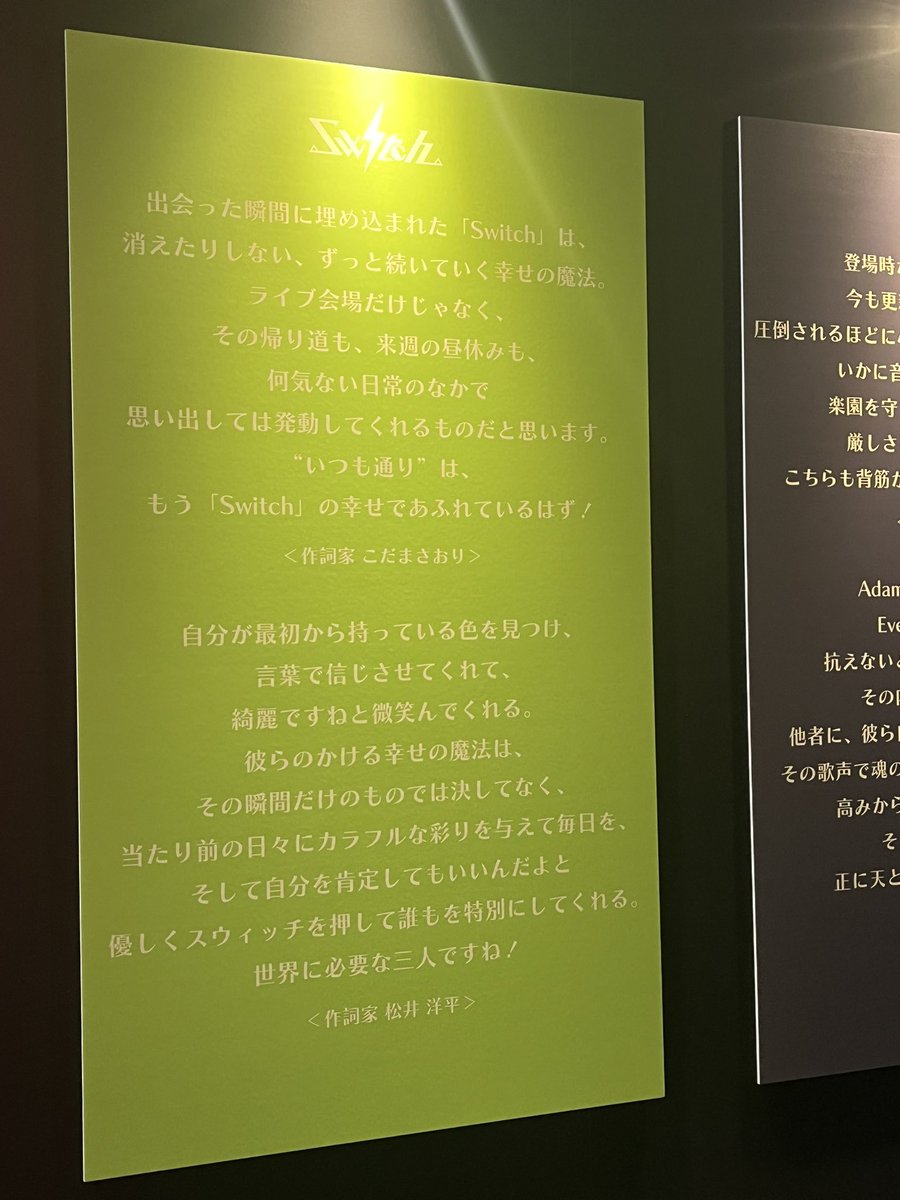 Switch
出会った瞬間に埋め込まれた「Switch」は、
消えたりしない、ずっと続いていく幸せの魔法。
ライブ会場だけじゃなく、
その帰り道も、来週の昼休みも、
何気ない日常のなかで
思い出しては発動してくれるものだと思います。
“いつも通り”は、
もう「Switch」の幸せであふれているはず！
＜作詞家 こだまさおり＞
自分が最初から持っている色を見つけ、
言葉で信じさせてくれて、
綺麗ですねと微笑んでくれる。
彼らのかける幸せの魔法は、
その瞬間だけのものでは決してなく、
当たり前の日々にカラフルな彩りを与えて毎日を、
そして自分を肯定してもいいんだよと
優しくスウィッチを押して誰もを特別にしてくれる。
世界に必要な三人ですね！
＜作詞家 松井 洋平＞
登場時
今も更
圧倒されるほどに
いかに音
楽園を守
厳しさ
こちらも背筋
Adam
Eve
抗えない
その
他者に、彼ら
その歌声で魂の
高みから
そ
正に天と